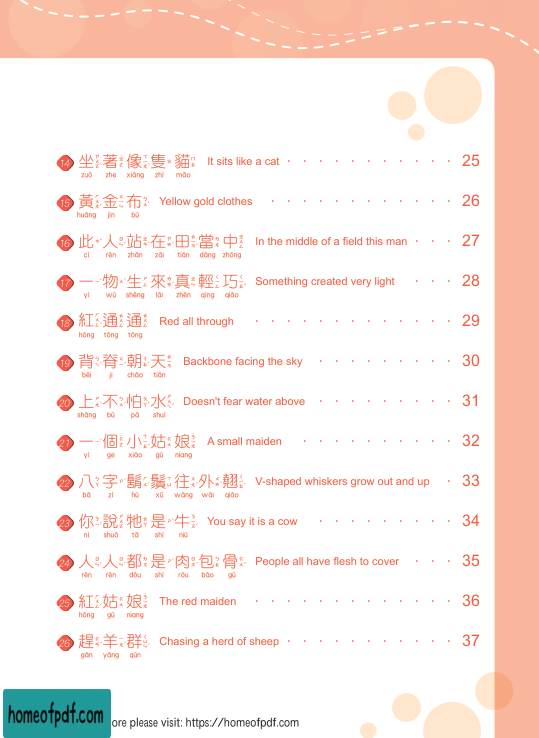 14 坐著像隻貓 It sits like a cat · · · · · · · · · · · 25
zuò zhe xiàng zhī māo
15 黃金布 Yellow gold clothes · · · · · · · · · · · · 26
huáng jīn bù
16 此人站在田當中 In the middle of a field this man · · · 27
cǐ rén zhàn zài tián dāng zhōng
17 一物生來真輕巧 Something created very light · · · 28
yí wù shēng lái zhēn qīng qiǎo
18 紅通通 Red all through · · · · · · · · · · · · · 29
hóng tōng tōng
19 背脊朝天 Backbone facing the sky · · · · · · · · · 30
bēi jǐ cháo tiān
20 上不怕水 Doesn't fear water above · · · · · · · · · · 31
shàng bú pà shuǐ
21 一個小姑娘 A small maiden · · · · · · · · · · 32
yí ge xiǎo gū niang
22 八字鬍鬚往外翹 V-shaped whiskers grow out and up · 33
bā zì hú xū wǎng wài qiào
23 你說牠是牛 You say it is a cow · · · · · · · · · 34
nǐ shuō tā shì niú
24 人人都是肉包骨 People all have flesh to cover · · · 35
rén rén dōu shì ròu bāo gǔ
25 紅姑娘 The red maiden · · · · · · · · · · · · · 36
hóng gū niang
26 趕羊群 Chasing a herd of sheep · · · · · · · · · · · 37
gǎn yáng qún
homeofpdf.com ore please visit: https://homeofpdf.com